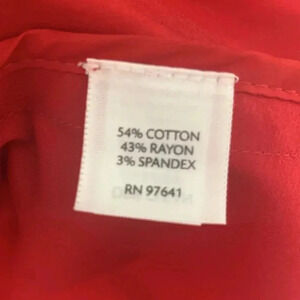 54% COTTON
43% RAYON
3% SPANDEX
RN 97641